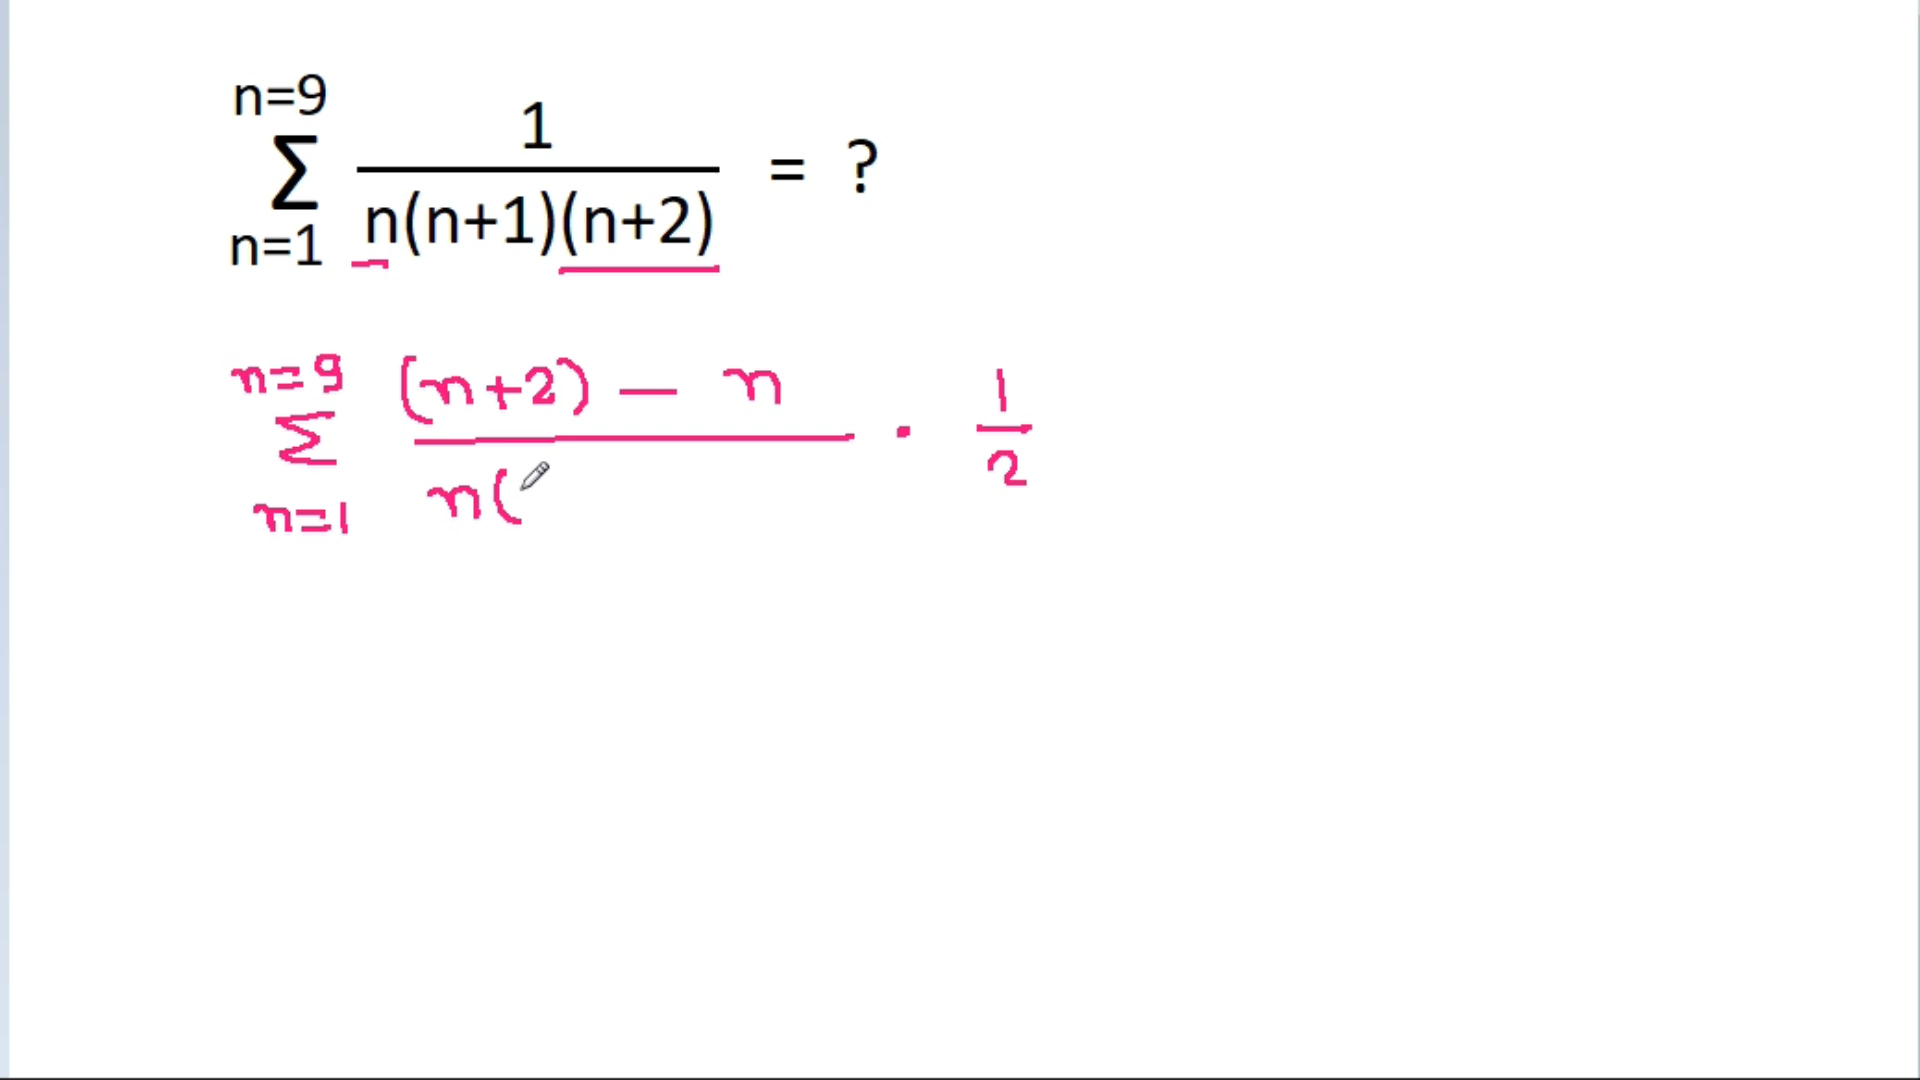 n=9
Σ 1 / n(n+1)(n+2) = ?
n=1
n=9
Σ (n+2) − n / n( · 1/2
n=1